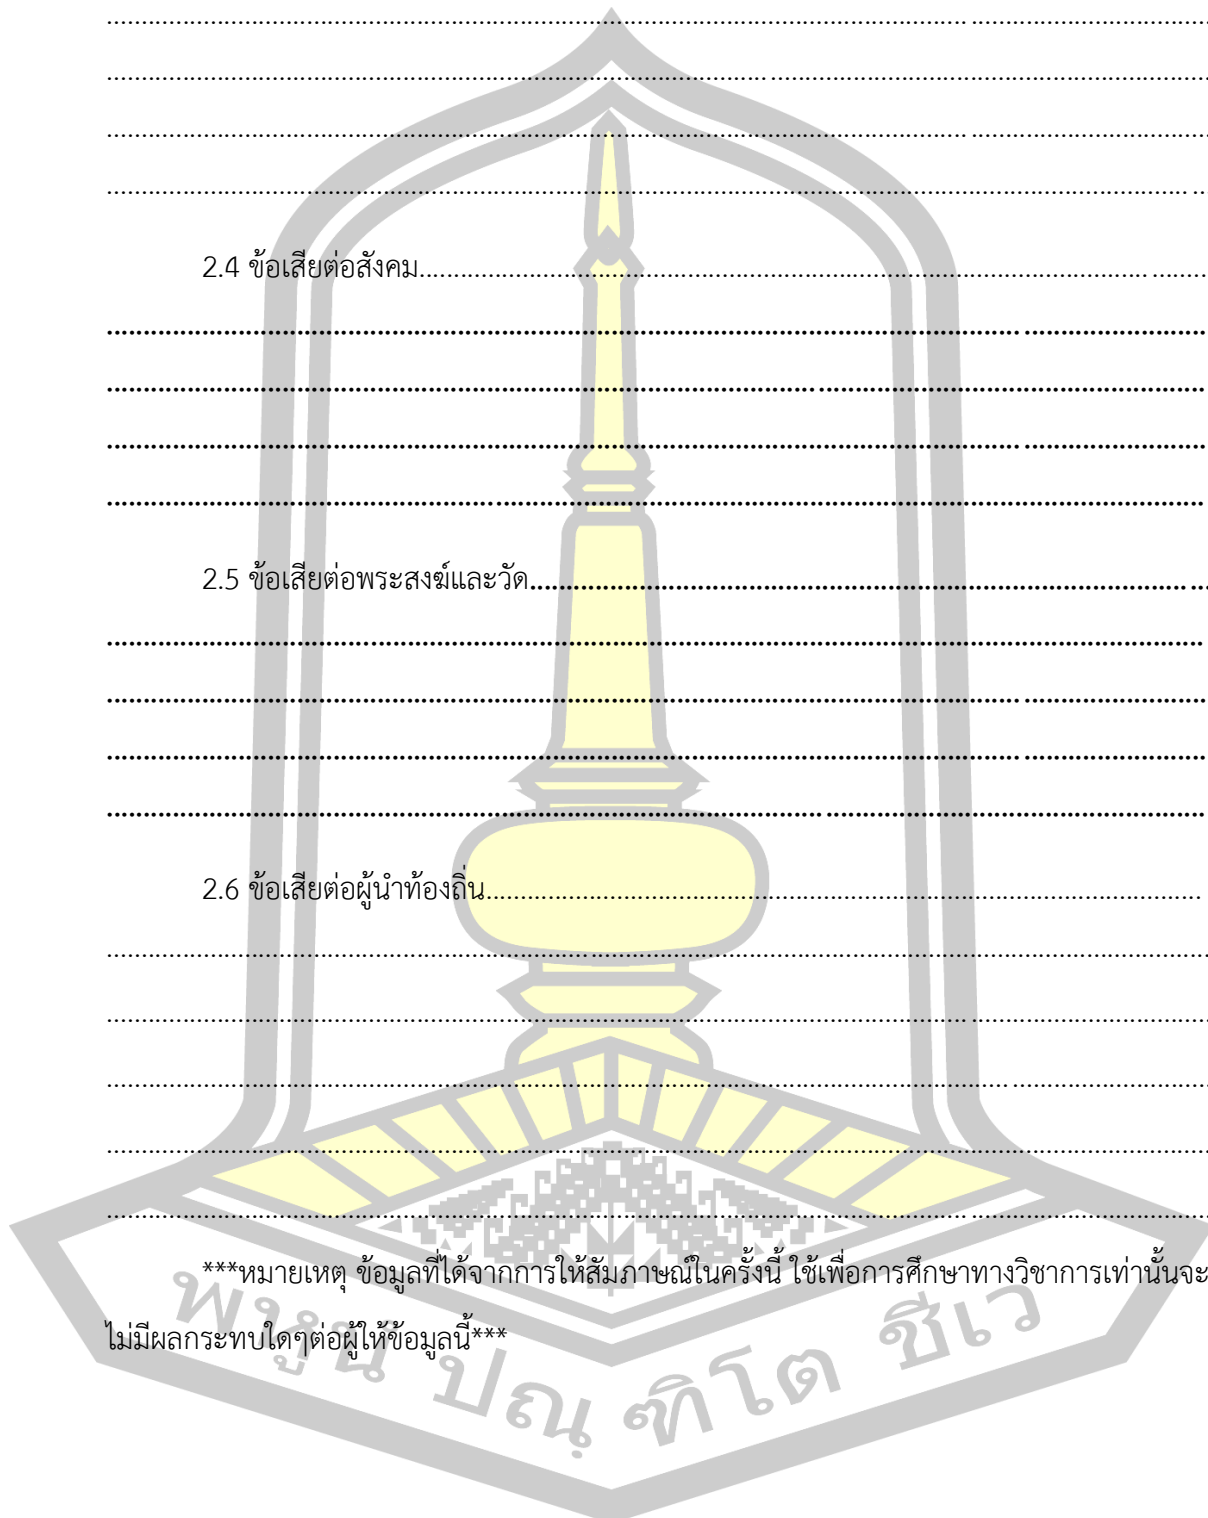 ........................................................................................................................
........................................................................................................................
........................................................................................................................
........................................................................................................................
2.4 ข้อเสียต่อสังคม........................................................................................
........................................................................................................................
........................................................................................................................
........................................................................................................................
........................................................................................................................
2.5 ข้อเสียต่อพระสงฆ์และวัด........................................................................
........................................................................................................................
........................................................................................................................
........................................................................................................................
........................................................................................................................
2.6 ข้อเสียต่อผู้นำท้องถิ่น..............................................................................
........................................................................................................................
........................................................................................................................
........................................................................................................................
........................................................................................................................
........................................................................................................................
***หมายเหตุ ข้อมูลที่ได้จากการให้สัมภาษณ์ในครั้งนี้ ใช้เพื่อการศึกษาทางวิชาการเท่านั้นจะ
ไม่มีผลกระทบใดๆต่อผู้ให้ข้อมูลนี้***
พหูนํ ปณฺฑิโต ชีเว